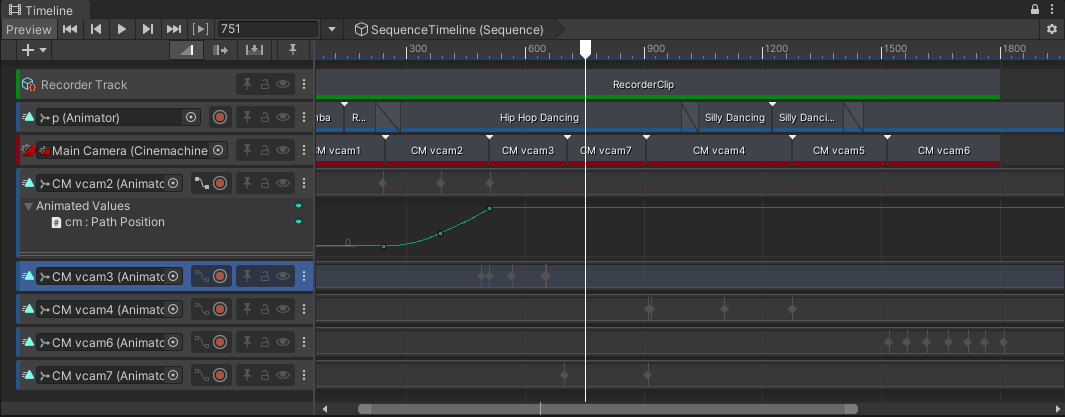 Timeline
Preview
751
SequenceTimeline (Sequence)
300
600
900
1200
1500
1800
Recorder Track
RecorderClip
p (Animator)
mba
R...
Hip Hop Dancing
Silly Dancing
Silly Danci...
Main Camera (Cinemachine
CM vcam1
CM vcam2
CM vcam3
CM vcam7
CM vcam4
CM vcam5
CM vcam6
CM vcam2 (Animato
Animated Values
cm : Path Position
0
CM vcam3 (Animato
CM vcam4 (Animato
CM vcam6 (Animato
CM vcam7 (Animato